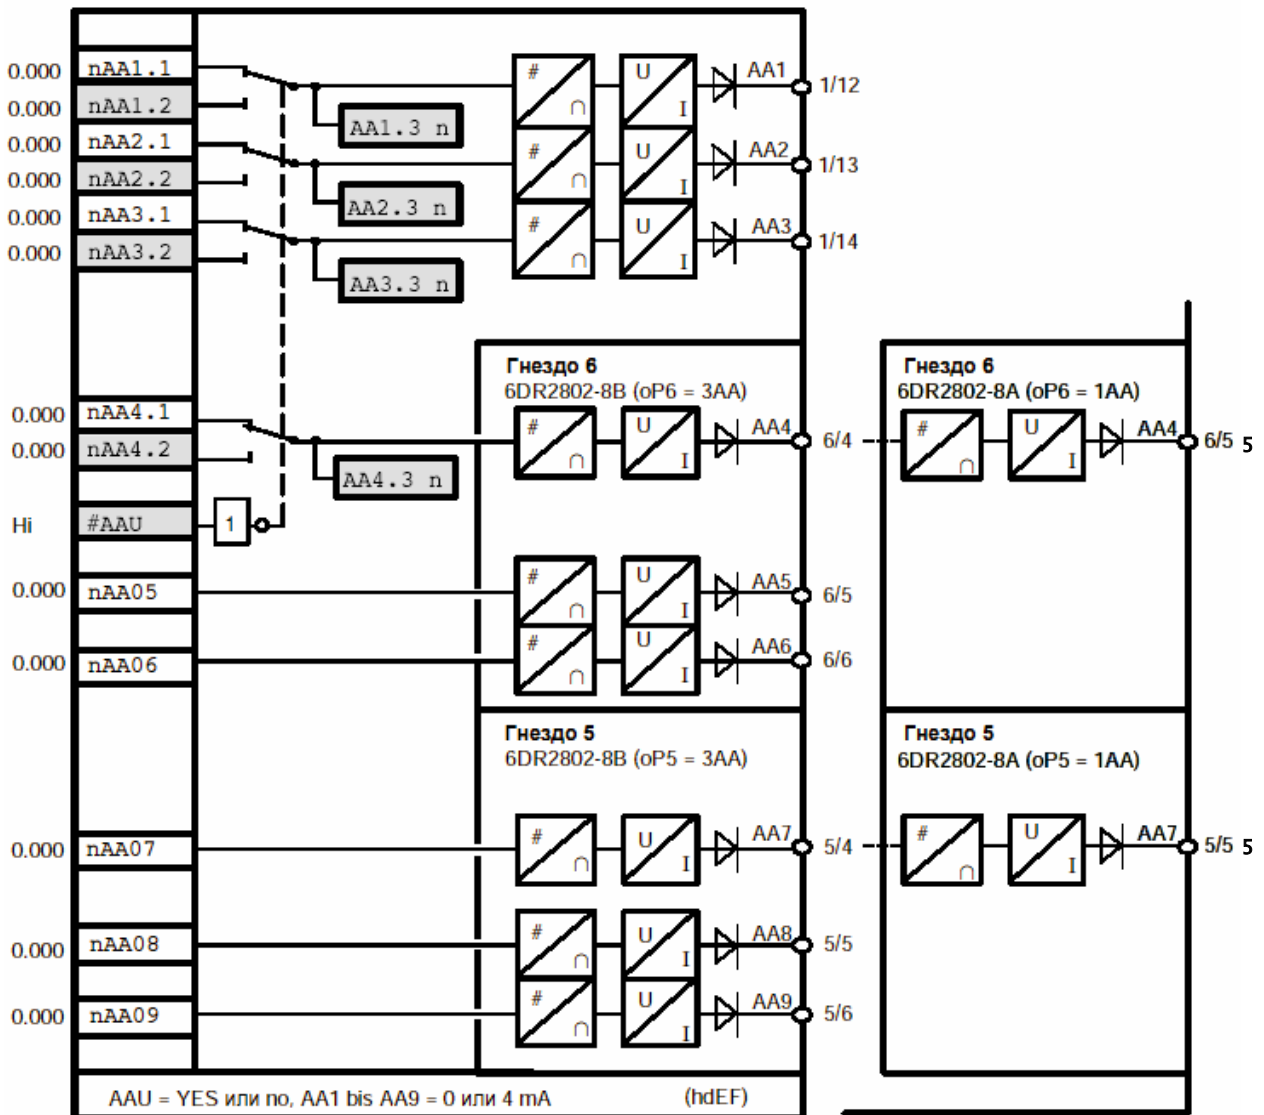 0.000 nAA1.1 # ∩ U I AA1 1/12
0.000 nAA1.2
AA1.3 n
0.000 nAA2.1 # ∩ U I AA2 1/13
0.000 nAA2.2
AA2.3 n
0.000 nAA3.1 # ∩ U I AA3 1/14
0.000 nAA3.2
AA3.3 n
Гнездо 6
6DR2802-8B (oP6 = 3AA)
Гнездо 6
6DR2802-8A (oP6 = 1AA)
0.000 nAA4.1 # ∩ U I AA4 6/4 # ∩ U I AA4 6/5 5
0.000 nAA4.2
AA4.3 n
Hi #AAU 1
0.000 nAA05 # ∩ U I AA5 6/5
0.000 nAA06 # ∩ U I AA6 6/6
Гнездо 5
6DR2802-8B (oP5 = 3AA)
Гнездо 5
6DR2802-8A (oP5 = 1AA)
0.000 nAA07 # ∩ U I AA7 5/4 # ∩ U I AA7 5/5 5
0.000 nAA08 # ∩ U I AA8 5/5
0.000 nAA09 # ∩ U I AA9 5/6
AAU = YES или no, AA1 bis AA9 = 0 или 4 mA (hdEF)